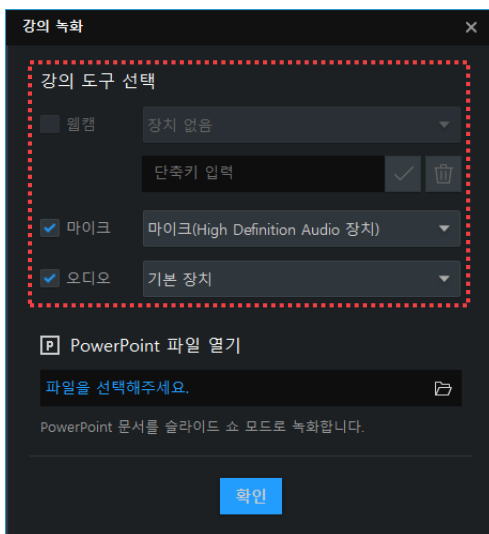 강의 녹화
강의 도구 선택
웹캠 장치 없음
단축키 입력
마이크 마이크(High Definition Audio 장치)
오디오 기본 장치
P PowerPoint 파일 열기
파일을 선택해주세요.
PowerPoint 문서를 슬라이드 쇼 모드로 녹화합니다.
확인